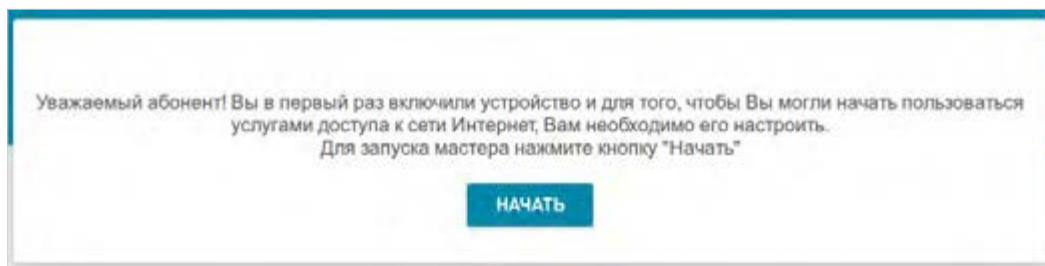 Уважаемый абонент! Вы в первый раз включили устройство и для того, чтобы Вы могли начать пользоваться
услугами доступа к сети Интернет, Вам необходимо его настроить.
Для запуска мастера нажмите кнопку "Начать"
НАЧАТЬ